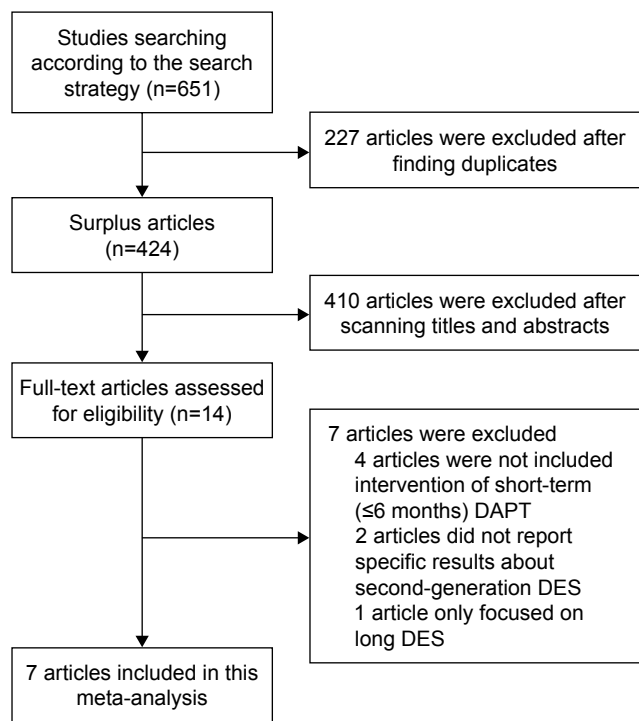 Studies searching
according to the search
strategy (n=651)
227 articles were excluded after
finding duplicates
Surplus articles
(n=424)
410 articles were excluded after
scanning titles and abstracts
Full-text articles assessed
for eligibility (n=14)
7 articles were excluded
4 articles were not included
intervention of short-term
(≤6 months) DAPT
2 articles did not report
specific results about
second-generation DES
1 article only focused on
long DES
7 articles included in this
meta-analysis